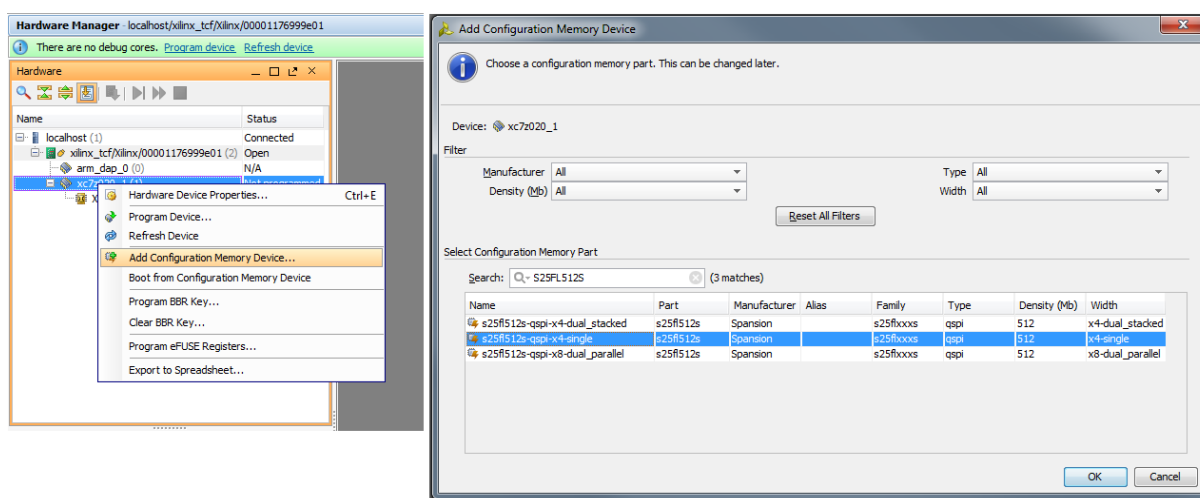 Hardware Manager - localhost/xilinx_tcf/Xilinx/00001176999e01
There are no debug cores. Program device Refresh device
Hardware
Name Status
localhost (1) Connected
xilinx_tcf/Xilinx/00001176999e01 (2) Open
arm_dap_0 (0) N/A
xc7z020_1 (1) Not programmed
X
Hardware Device Properties... Ctrl+E
Program Device...
Refresh Device
Add Configuration Memory Device...
Boot from Configuration Memory Device
Program BBR Key...
Clear BBR Key...
Program eFUSE Registers...
Export to Spreadsheet...
Add Configuration Memory Device
Choose a configuration memory part. This can be changed later.
Device: xc7z020_1
Filter
Manufacturer All Type All
Density (Mb) All Width All
Reset All Filters
Select Configuration Memory Part
Search: S25FL512S (3 matches)
Name Part Manufacturer Alias Family Type Density (Mb) Width
s25fl512s-qspi-x4-dual_stacked s25fl512s Spansion s25flxxxs qspi 512 x4-dual_stacked
s25fl512s-qspi-x4-single s25fl512s Spansion s25flxxxs qspi 512 x4-single
s25fl512s-qspi-x8-dual_parallel s25fl512s Spansion s25flxxxs qspi 512 x8-dual_parallel
OK Cancel